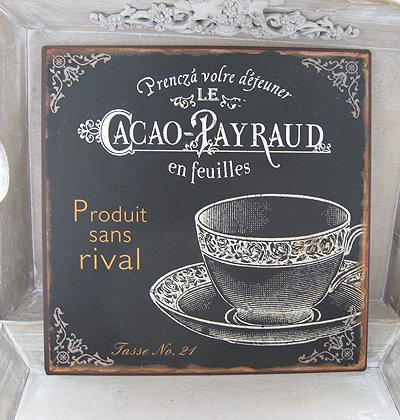 Prenczá volre déjeuner
LE
CACAO-PAYRAUD
en feuilles
Produit
sans
rival
Tasse No. 21